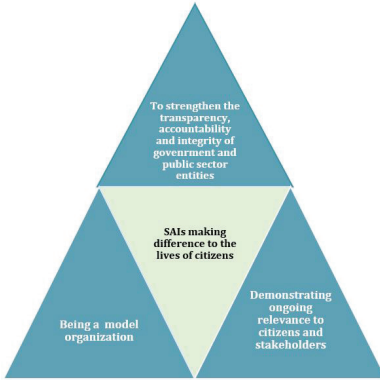 To strengthen the
transparency,
accountability
and integrity of
govenrment and
public sector
entities
SAIs making
difference to the
lives of citizens
Being a model
organization
Demonstrating
ongoing
relevance to
citizens and
stakeholders